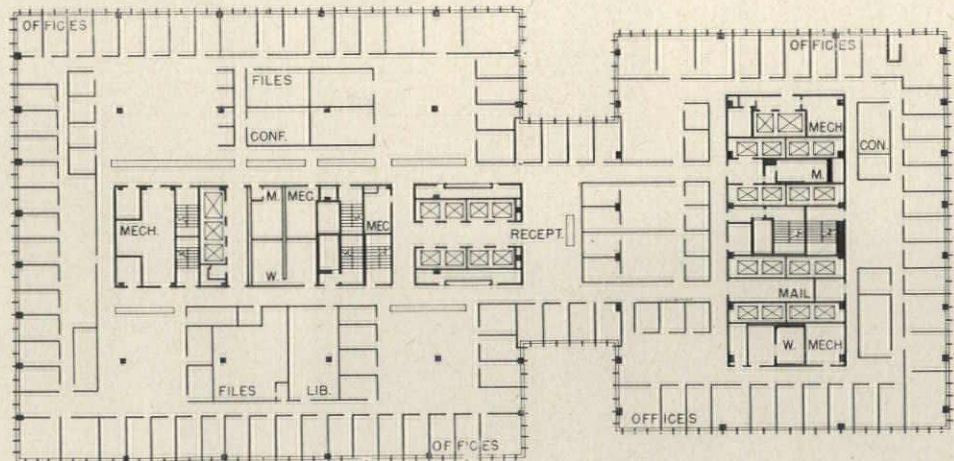 OFFICES
OFFICES
FILES
CONF.
MECH
CON.
M.
M.
MEC
MECH.
MEC
RECEPT.
W.
MAIL
W.
MECH
FILES
LIB.
OFFICES
OFFICES